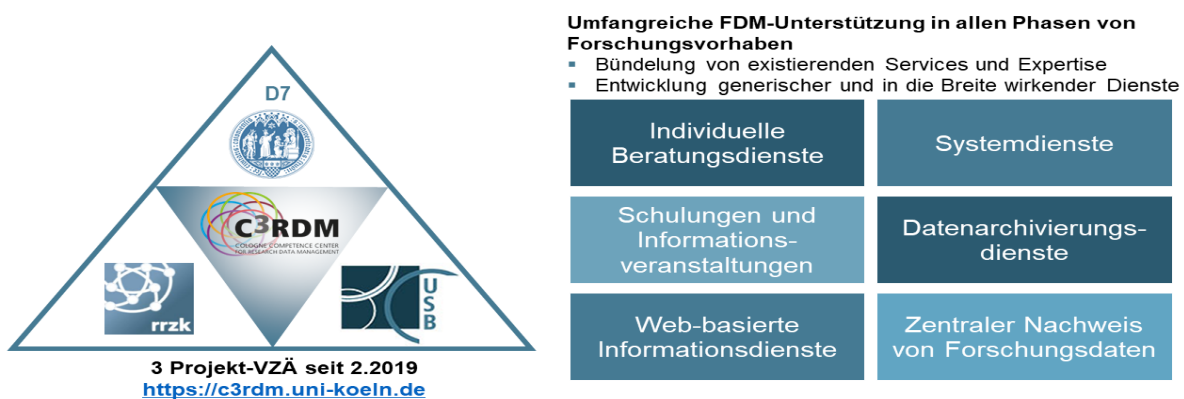 D7
C3RDM
COLOGNE COMPETENCE CENTER
FOR RESEARCH DATA MANAGEMENT
rrzk
USB
3 Projekt-VZÄ seit 2.2019
https://c3rdm.uni-koeln.de
Umfangreiche FDM-Unterstützung in allen Phasen von
Forschungsvorhaben
▪ Bündelung von existierenden Services und Expertise
▪ Entwicklung generischer und in die Breite wirkender Dienste
Individuelle
Beratungsdienste
Systemdienste
Schulungen und
Informations-
veranstaltungen
Datenarchivierungs-
dienste
Web-basierte
Informationsdienste
Zentraler Nachweis
von Forschungsdaten